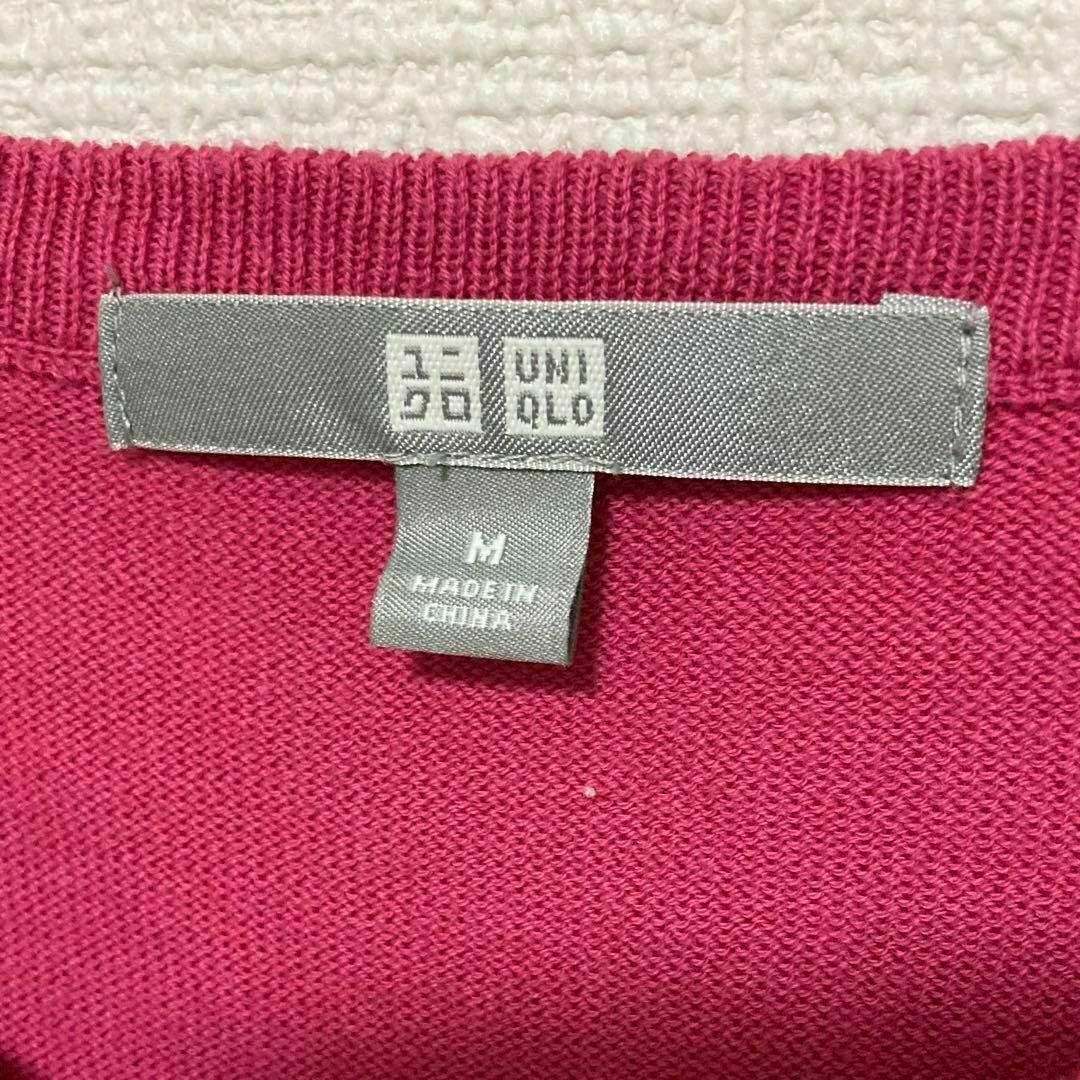 ユニ UNI
クロ QLO
M
MADE IN
CHINA